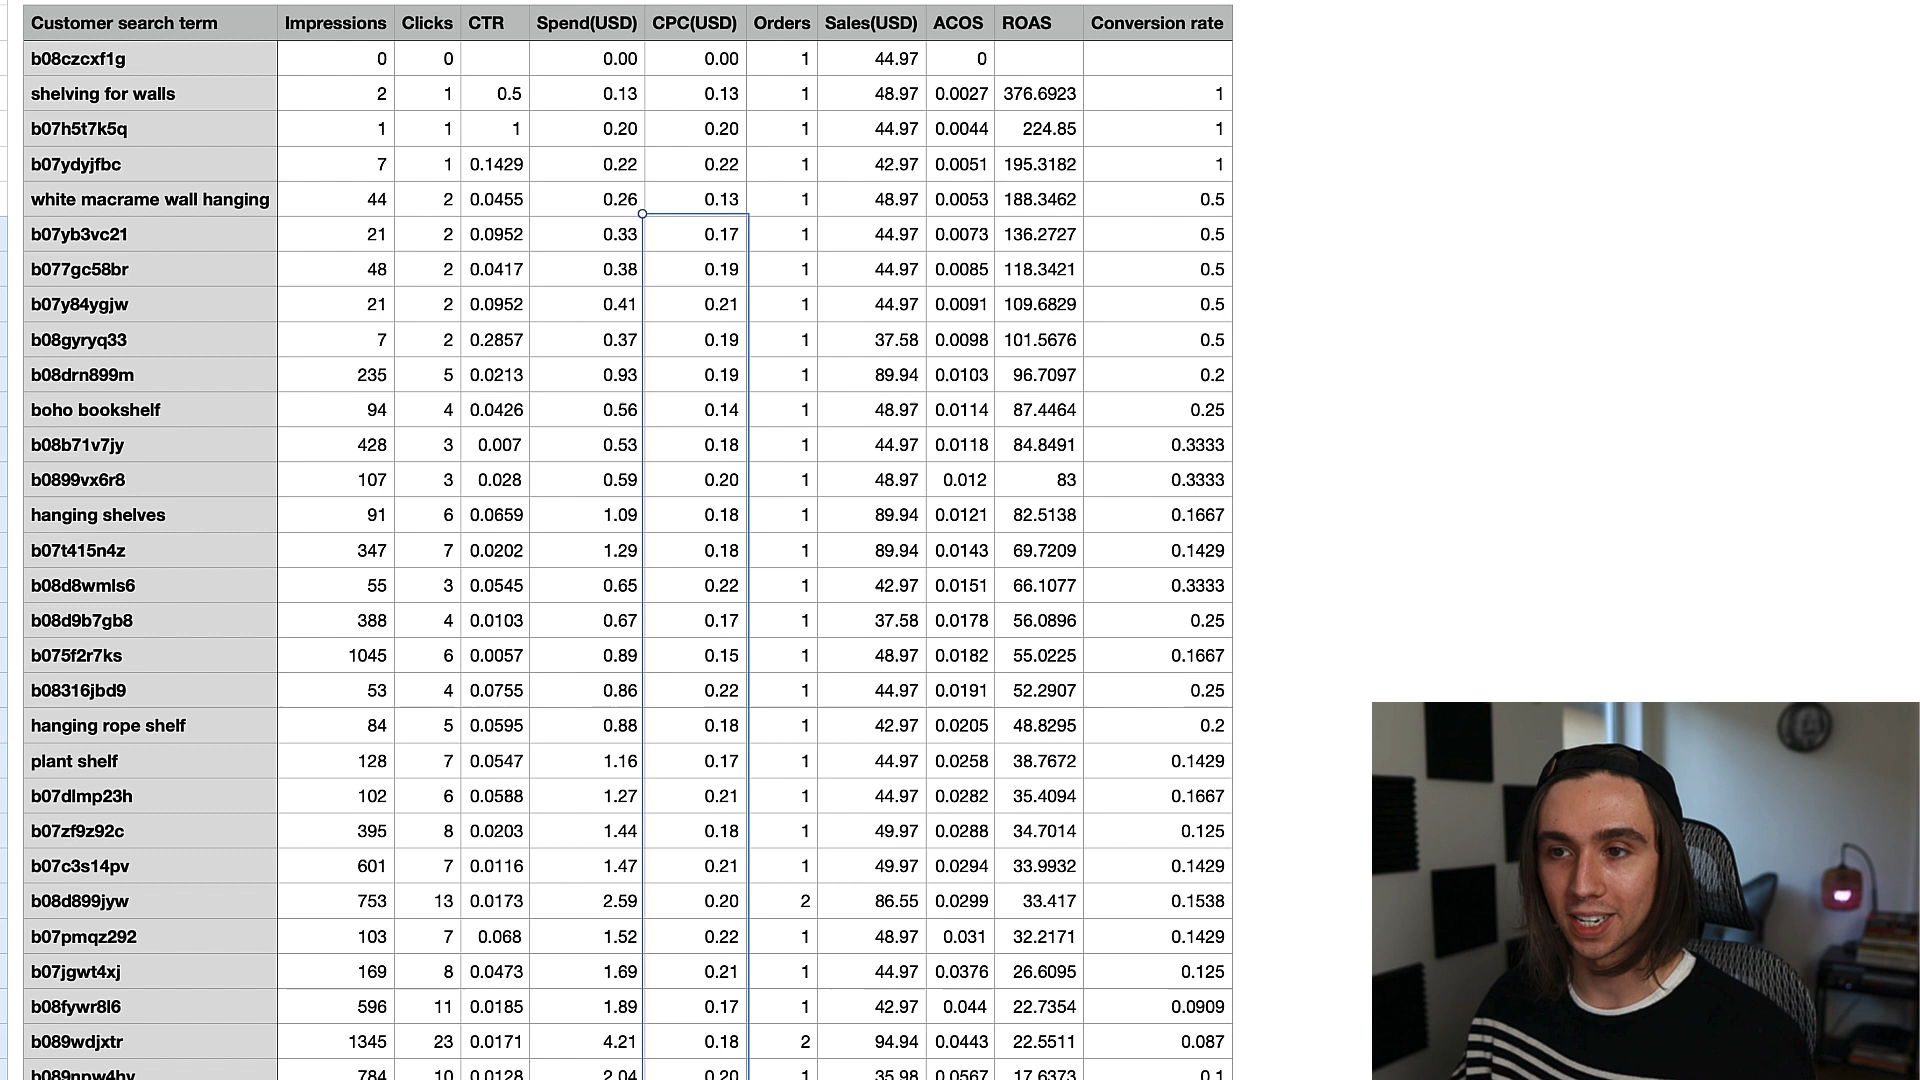 Customer search term Impressions Clicks CTR Spend(USD) CPC(USD) Orders Sales(USD) ACOS ROAS Conversion rate
b08czcxf1g 0 0 0.00 0.00 1 44.97 0
shelving for walls 2 1 0.5 0.13 0.13 1 48.97 0.0027 376.6923 1
b07h5t7k5q 1 1 1 0.20 0.20 1 44.97 0.0044 224.85 1
b07ydyjfbc 7 1 0.1429 0.22 0.22 1 42.97 0.0051 195.3182 1
white macrame wall hanging 44 2 0.0455 0.26 0.13 1 48.97 0.0053 188.3462 0.5
b07yb3vc21 21 2 0.0952 0.33 0.17 1 44.97 0.0073 136.2727 0.5
b077gc58br 48 2 0.0417 0.38 0.19 1 44.97 0.0085 118.3421 0.5
b07y84ygjw 21 2 0.0952 0.41 0.21 1 44.97 0.0091 109.6829 0.5
b08gyryq33 7 2 0.2857 0.37 0.19 1 37.58 0.0098 101.5676 0.5
b08drn899m 235 5 0.0213 0.93 0.19 1 89.94 0.0103 96.7097 0.2
boho bookshelf 94 4 0.0426 0.56 0.14 1 48.97 0.0114 87.4464 0.25
b08b71v7jy 428 3 0.007 0.53 0.18 1 44.97 0.0118 84.8491 0.3333
b0899vx6r8 107 3 0.028 0.59 0.20 1 48.97 0.012 83 0.3333
hanging shelves 91 6 0.0659 1.09 0.18 1 89.94 0.0121 82.5138 0.1667
b07t415n4z 347 7 0.0202 1.29 0.18 1 89.94 0.0143 69.7209 0.1429
b08d8wmls6 55 3 0.0545 0.65 0.22 1 42.97 0.0151 66.1077 0.3333
b08d9b7gb8 388 4 0.0103 0.67 0.17 1 37.58 0.0178 56.0896 0.25
b075f2r7ks 1045 6 0.0057 0.89 0.15 1 48.97 0.0182 55.0225 0.1667
b08316jbd9 53 4 0.0755 0.86 0.22 1 44.97 0.0191 52.2907 0.25
hanging rope shelf 84 5 0.0595 0.88 0.18 1 42.97 0.0205 48.8295 0.2
plant shelf 128 7 0.0547 1.16 0.17 1 44.97 0.0258 38.7672 0.1429
b07dlmp23h 102 6 0.0588 1.27 0.21 1 44.97 0.0282 35.4094 0.1667
b07zf9z92c 395 8 0.0203 1.44 0.18 1 49.97 0.0288 34.7014 0.125
b07c3s14pv 601 7 0.0116 1.47 0.21 1 49.97 0.0294 33.9932 0.1429
b08d899jyw 753 13 0.0173 2.59 0.20 2 86.55 0.0299 33.417 0.1538
b07pmqz292 103 7 0.068 1.52 0.22 1 48.97 0.031 32.2171 0.1429
b07jgwt4xj 169 8 0.0473 1.69 0.21 1 44.97 0.0376 26.6095 0.125
b08fywr8l6 596 11 0.0185 1.89 0.17 1 42.97 0.044 22.7354 0.0909
b089wdjxtr 1345 23 0.0171 4.21 0.18 2 94.94 0.0443 22.5511 0.087
b089npw4hv 784 10 0.0128 2.04 0.20 1 35.98 0.0567 17.6373 0.1